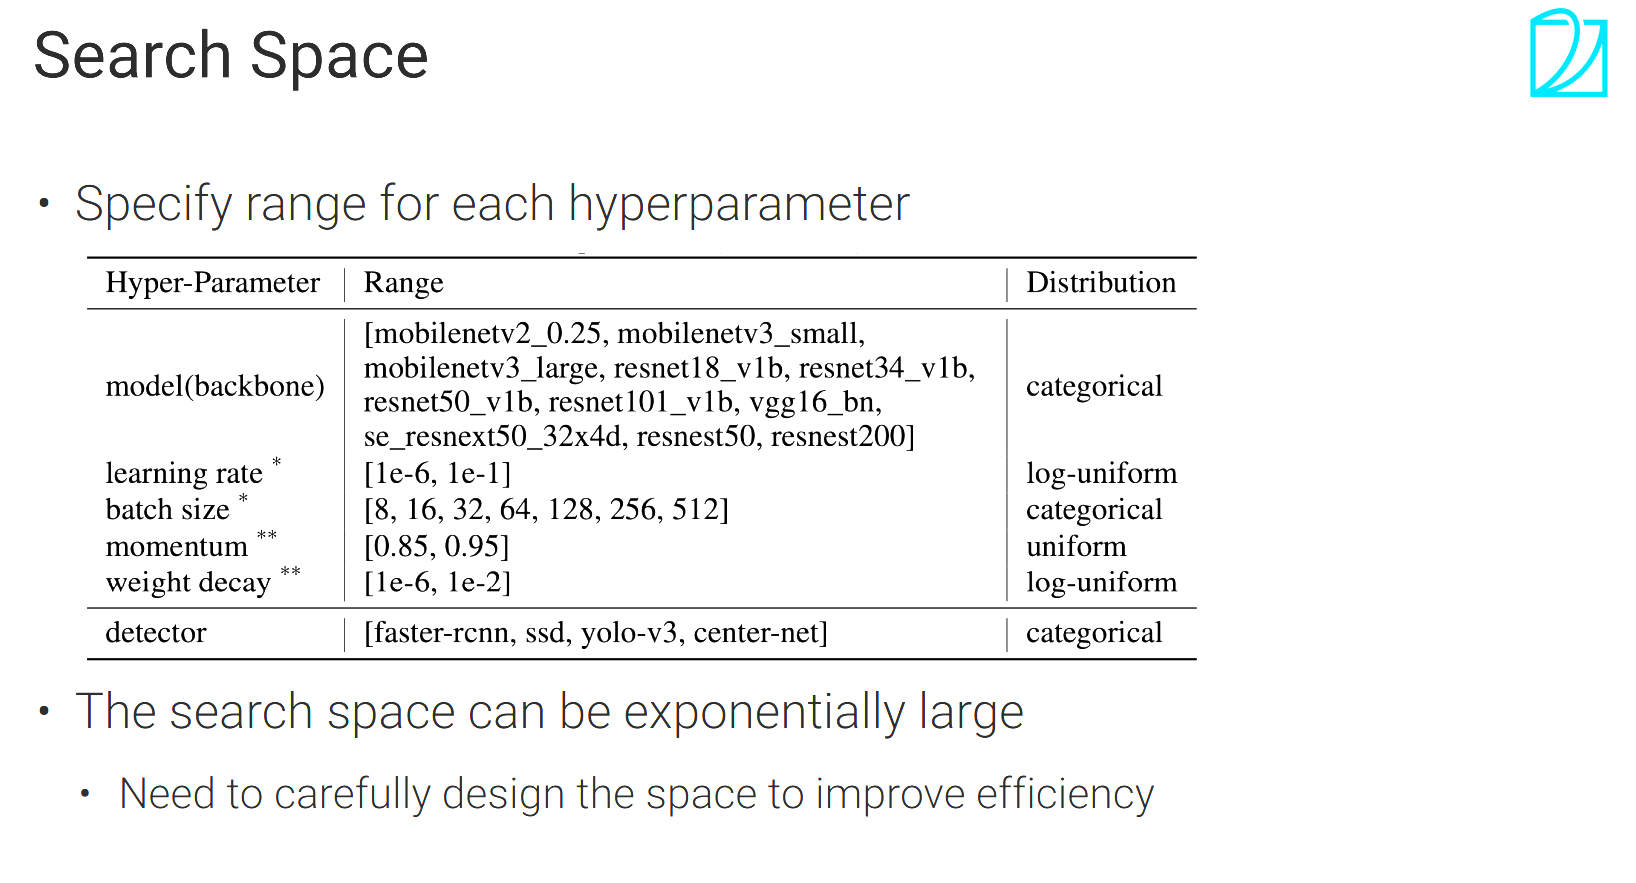 Search Space
• Specify range for each hyperparameter
Hyper-Parameter Range Distribution
model(backbone) [mobilenetv2_0.25, mobilenetv3_small, categorical
mobilenetv3_large, resnet18_v1b, resnet34_v1b,
resnet50_v1b, resnet101_v1b, vgg16_bn,
se_resnext50_32x4d, resnest50, resnest200]
learning rate * [1e-6, 1e-1] log-uniform
batch size * [8, 16, 32, 64, 128, 256, 512] categorical
momentum ** [0.85, 0.95] uniform
weight decay ** [1e-6, 1e-2] log-uniform
detector [faster-rcnn, ssd, yolo-v3, center-net] categorical
• The search space can be exponentially large
• Need to carefully design the space to improve efficiency